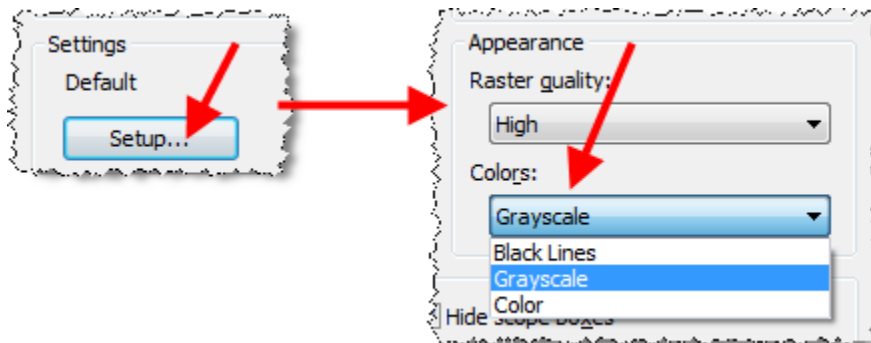 Settings
Default
Setup...
Appearance
Raster quality:
High
Colors:
Grayscale
Black Lines
Grayscale
Color
Hide scope boxes